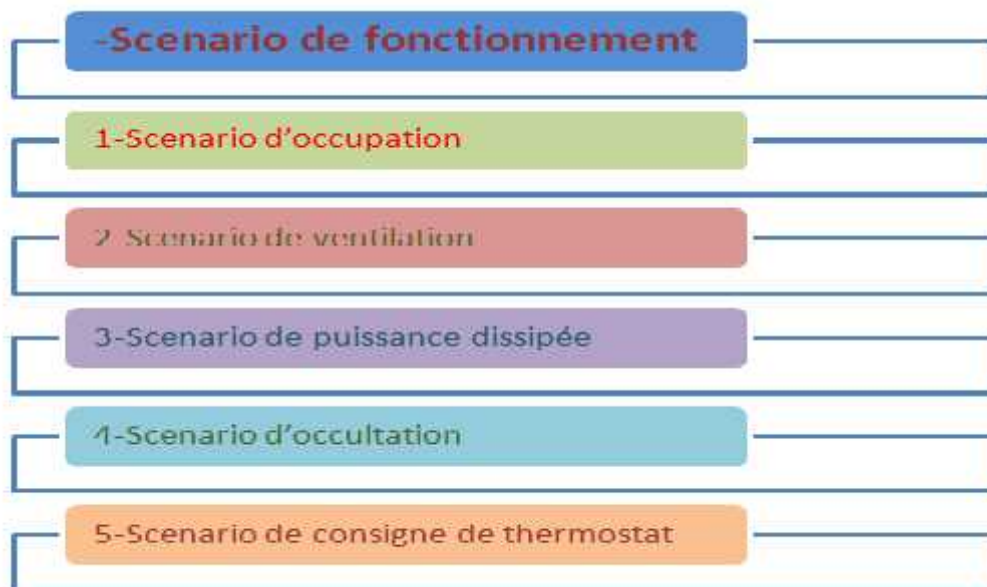 -Scenario de fonctionnement
1-Scenario d'occupation
2-Scenario de ventilation
3-Scenario de puissance dissipée
4-Scenario d'occultation
5-Scenario de consigne de thermostat